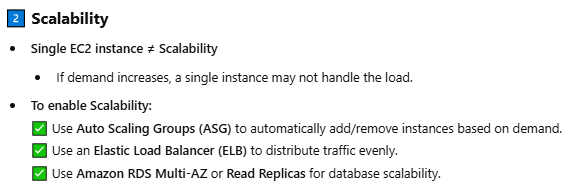 2 Scalability
• Single EC2 instance ≠ Scalability
• If demand increases, a single instance may not handle the load.
• To enable Scalability:
✅ Use Auto Scaling Groups (ASG) to automatically add/remove instances based on demand.
✅ Use an Elastic Load Balancer (ELB) to distribute traffic evenly.
✅ Use Amazon RDS Multi-AZ or Read Replicas for database scalability.